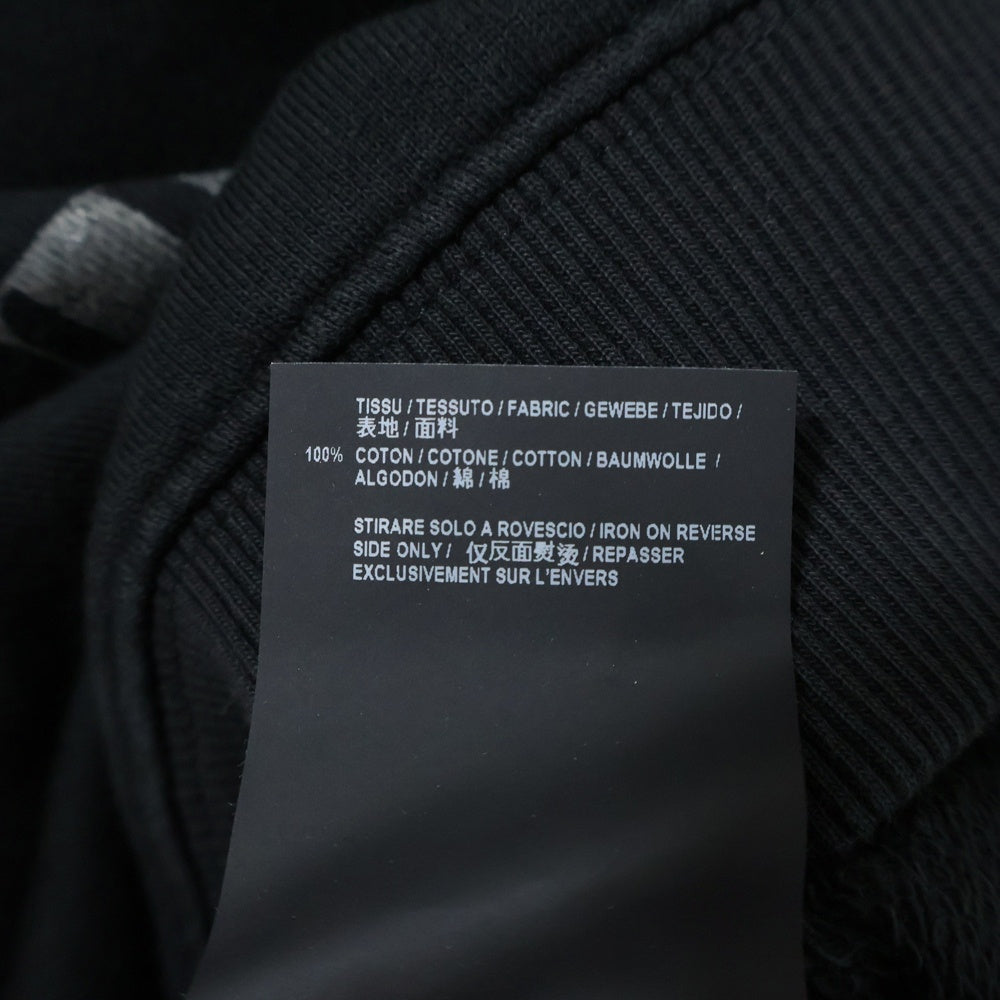 TISSU / TESSUTO / FABRIC / GEWEBE / TEJIDO /
表地 / 面料
100% COTON / COTONE / COTTON / BAUMWOLLE /
ALGODON / 綿 / 棉
STIRARE SOLO A ROVESCIO / IRON ON REVERSE
SIDE ONLY / 仅反面熨烫 / REPASSER
EXCLUSIVEMENT SUR L'ENVERS